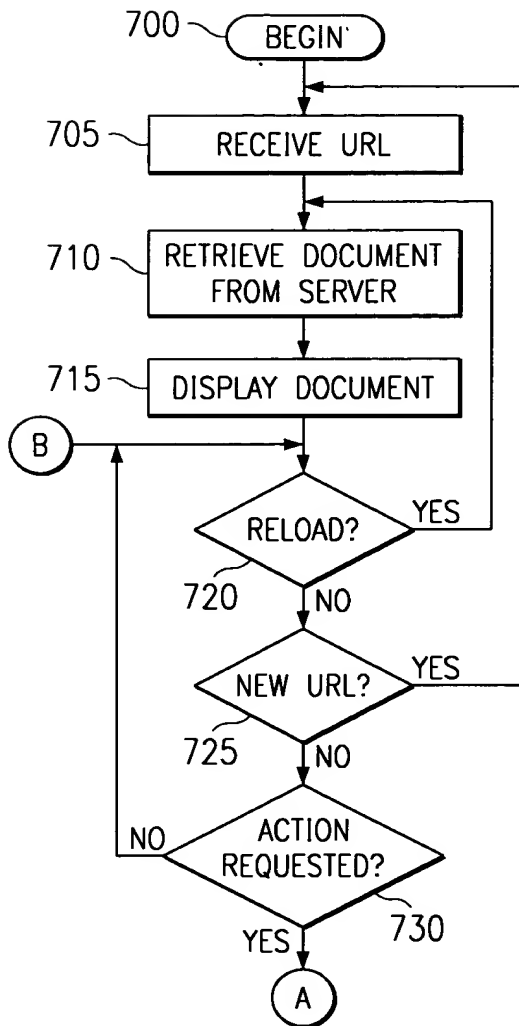 700
BEGIN
705
RECEIVE URL
710
RETRIEVE DOCUMENT
FROM SERVER
715
DISPLAY DOCUMENT
B
RELOAD?
YES
720
NO
NEW URL?
YES
725
NO
ACTION
REQUESTED?
NO
730
YES
A